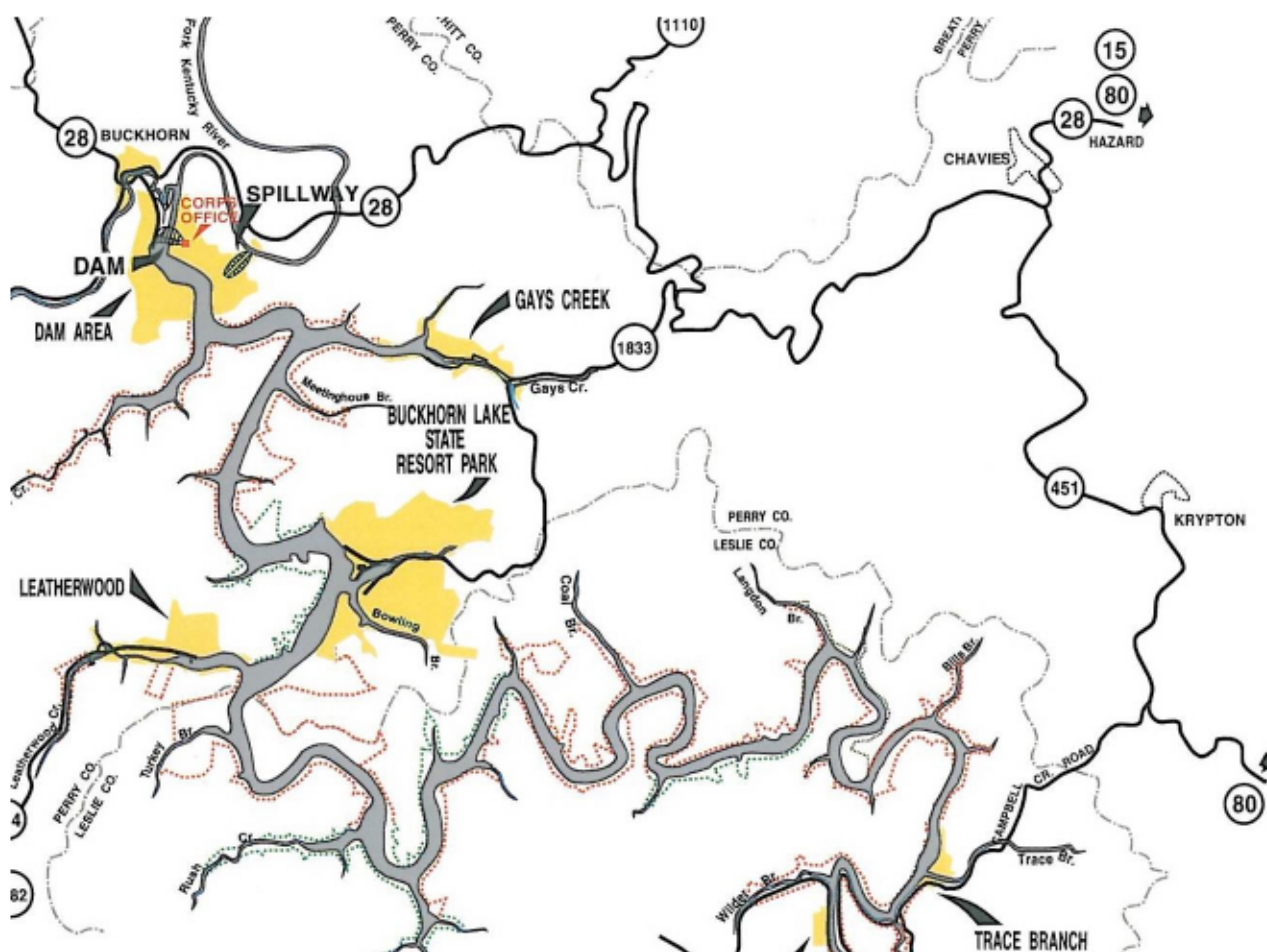 Fork Kentucky River
PERRY CO.
1110
15
80
28
HAZARD
CHAVIES
28
BUCKHORN
SPILLWAY
CORPS
OFFICE
28
DAM
DAM AREA
GAYS CREEK
1833
Gays Cr.
Meetinghouse Br.
BUCKHORN LAKE
STATE
RESORT PARK
Cr.
451
KRYPTON
PERRY CO.
LESLIE CO.
LEATHERWOOD
Bowling
Br.
Coal
Br.
Langdon
Br.
Bills Br.
Leatherwood Cr.
Turkey
Br.
PERRY CO.
LESLIE CO.
CAMPBELL CR. ROAD
80
Rush
Cr.
Trace Br.
Wilder Br.
TRACE BRANCH